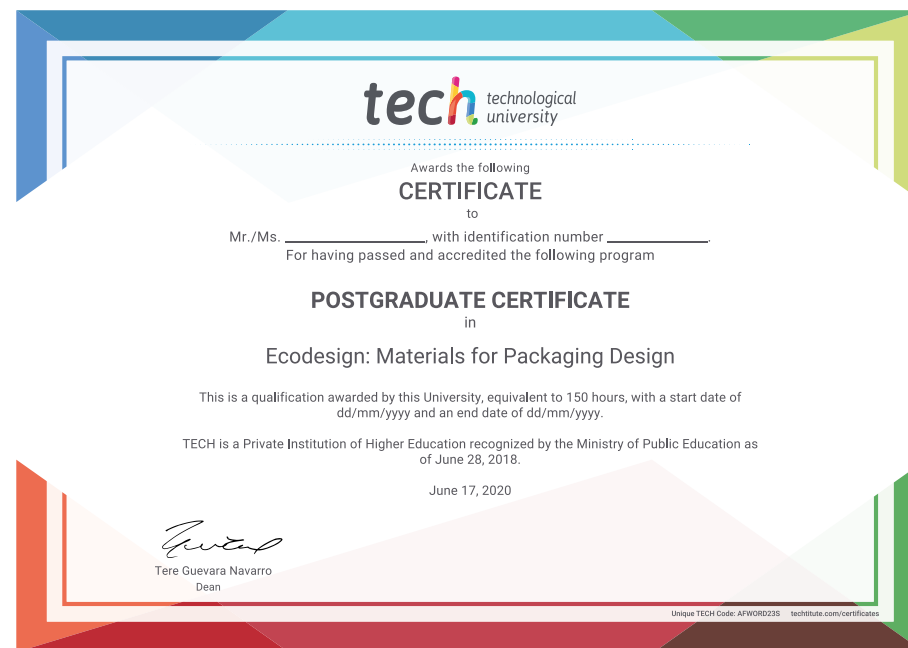 tech technological
university
Awards the following
CERTIFICATE
to
Mr./Ms. ____________________, with identification number __________________.
For having passed and accredited the following program
POSTGRADUATE CERTIFICATE
in
Ecodesign: Materials for Packaging Design
This is a qualification awarded by this University, equivalent to 150 hours, with a start date of
dd/mm/yyyy and an end date of dd/mm/yyyy.
TECH is a Private Institution of Higher Education recognized by the Ministry of Public Education as
of June 28, 2018.
June 17, 2020
Tere Guevara Navarro
Dean
Unique TECH Code: AFWORD23S techtitute.com/certificates